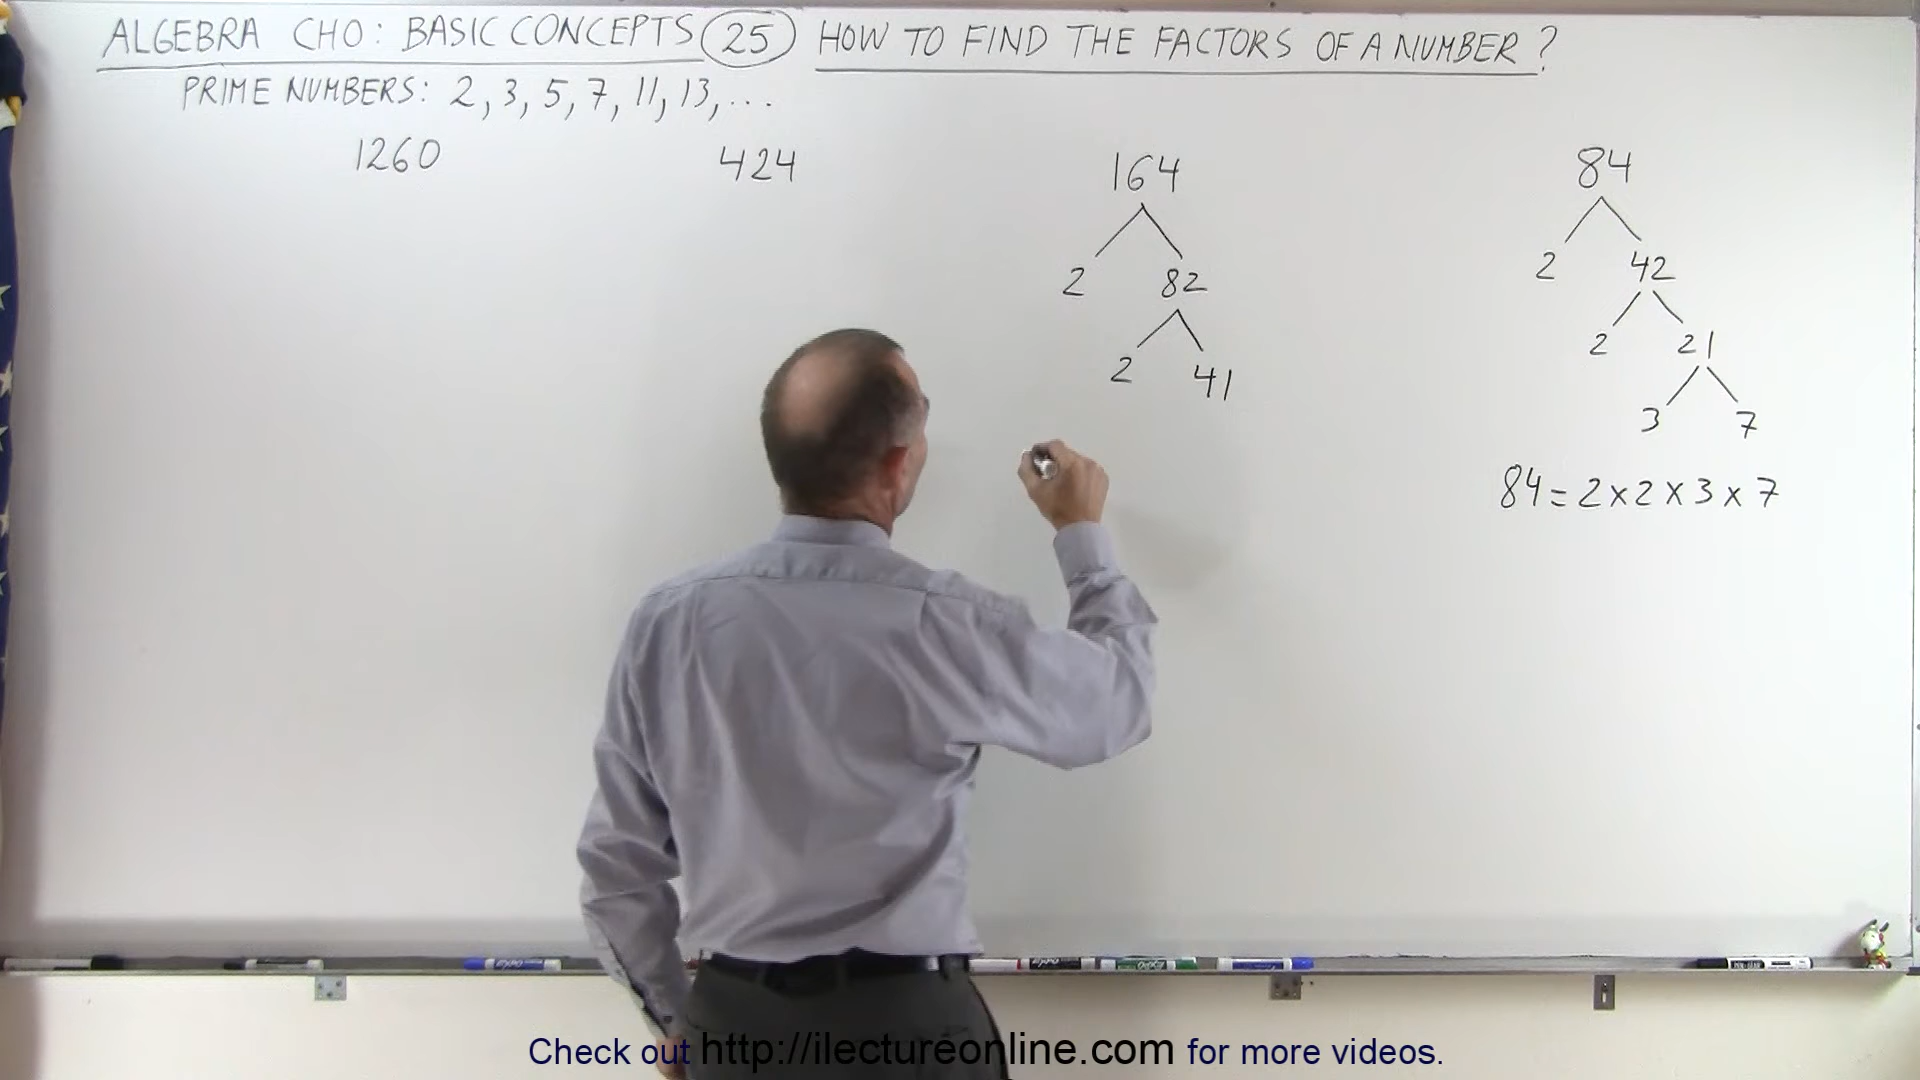 ALGEBRA CH0: BASIC CONCEPTS 25 HOW TO FIND THE FACTORS OF A NUMBER?
PRIME NUMBERS: 2, 3, 5, 7, 11, 13, ...
1260 424 164 84
2 82 2 42
2 41 2 21
3 7
84 = 2 x 2 x 3 x 7
Check out http://ilectureonline.com for more videos.